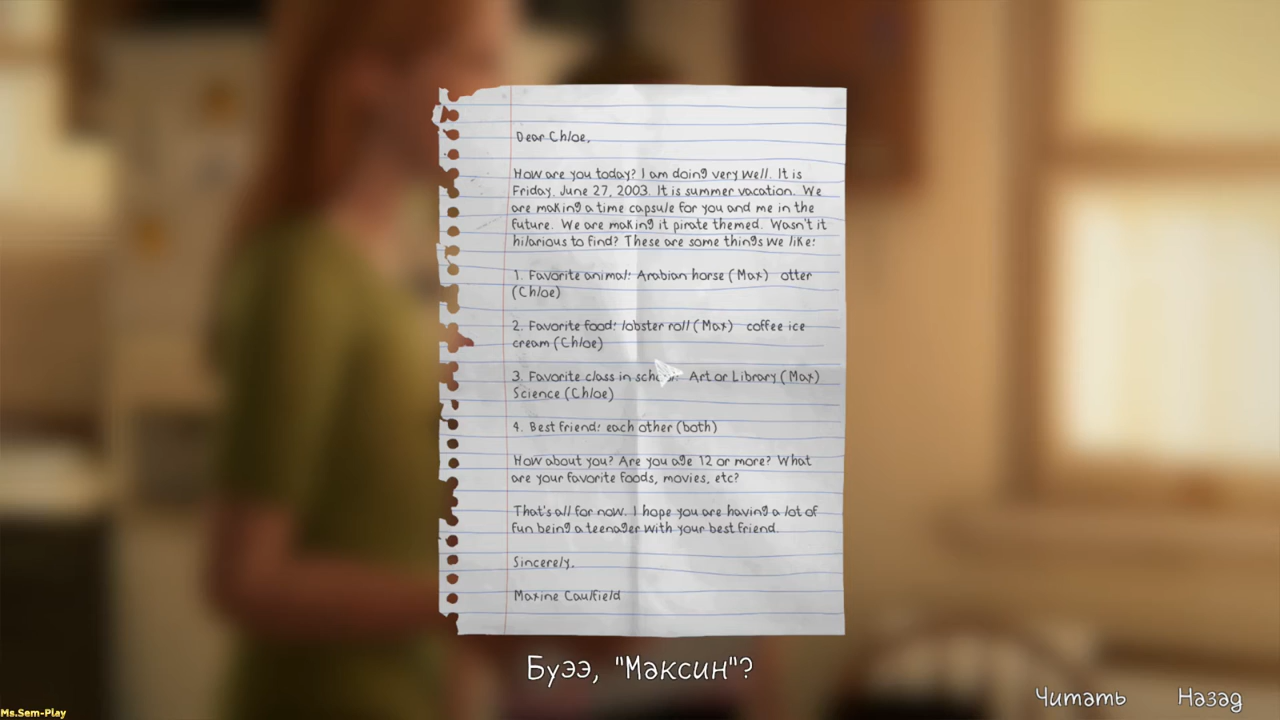 Dear Chloe,
How are you today? I am doing very well. It is
Friday, June 27, 2003. It is summer vacation. We
are making a time capsule for you and me in the
future. We are making it pirate themed. Wasn't it
hilarious to find? These are some things we like:
1. Favorite animal: Arabian horse (Max) otter
(Chloe)
2. Favorite food: lobster roll (Max) coffee ice
cream (Chloe)
3. Favorite class in school: Art or Library (Max)
Science (Chloe)
4. Best friend: each other (both)
How about you? Are you age 12 or more? What
are your favorite foods, movies, etc?
That's all for now. I hope you are having a lot of
fun being a teenager with your best friend.
Sincerely,
Maxine Caulfield
Буээ, "Максин"?
Читать Назад
Ms.Sem-Play